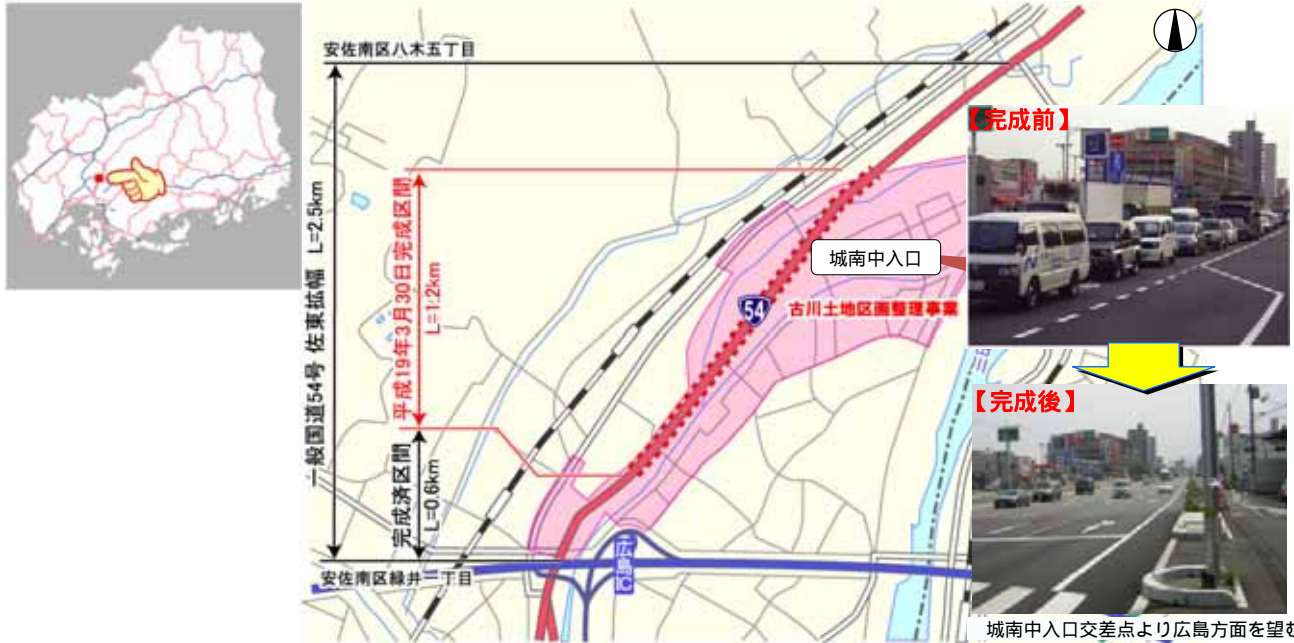 安佐南区八木五丁目
一般国道54号 佐東拡幅 L=2.5km
平成19年3月30日完成区間
L=1.2km
完成済区間
L=0.6km
安佐南区緑井一丁目
54
古川土地区画整理事業
城南中入口
広島IC
【完成前】
【完成後】
城南中入口交差点より広島方面を望む